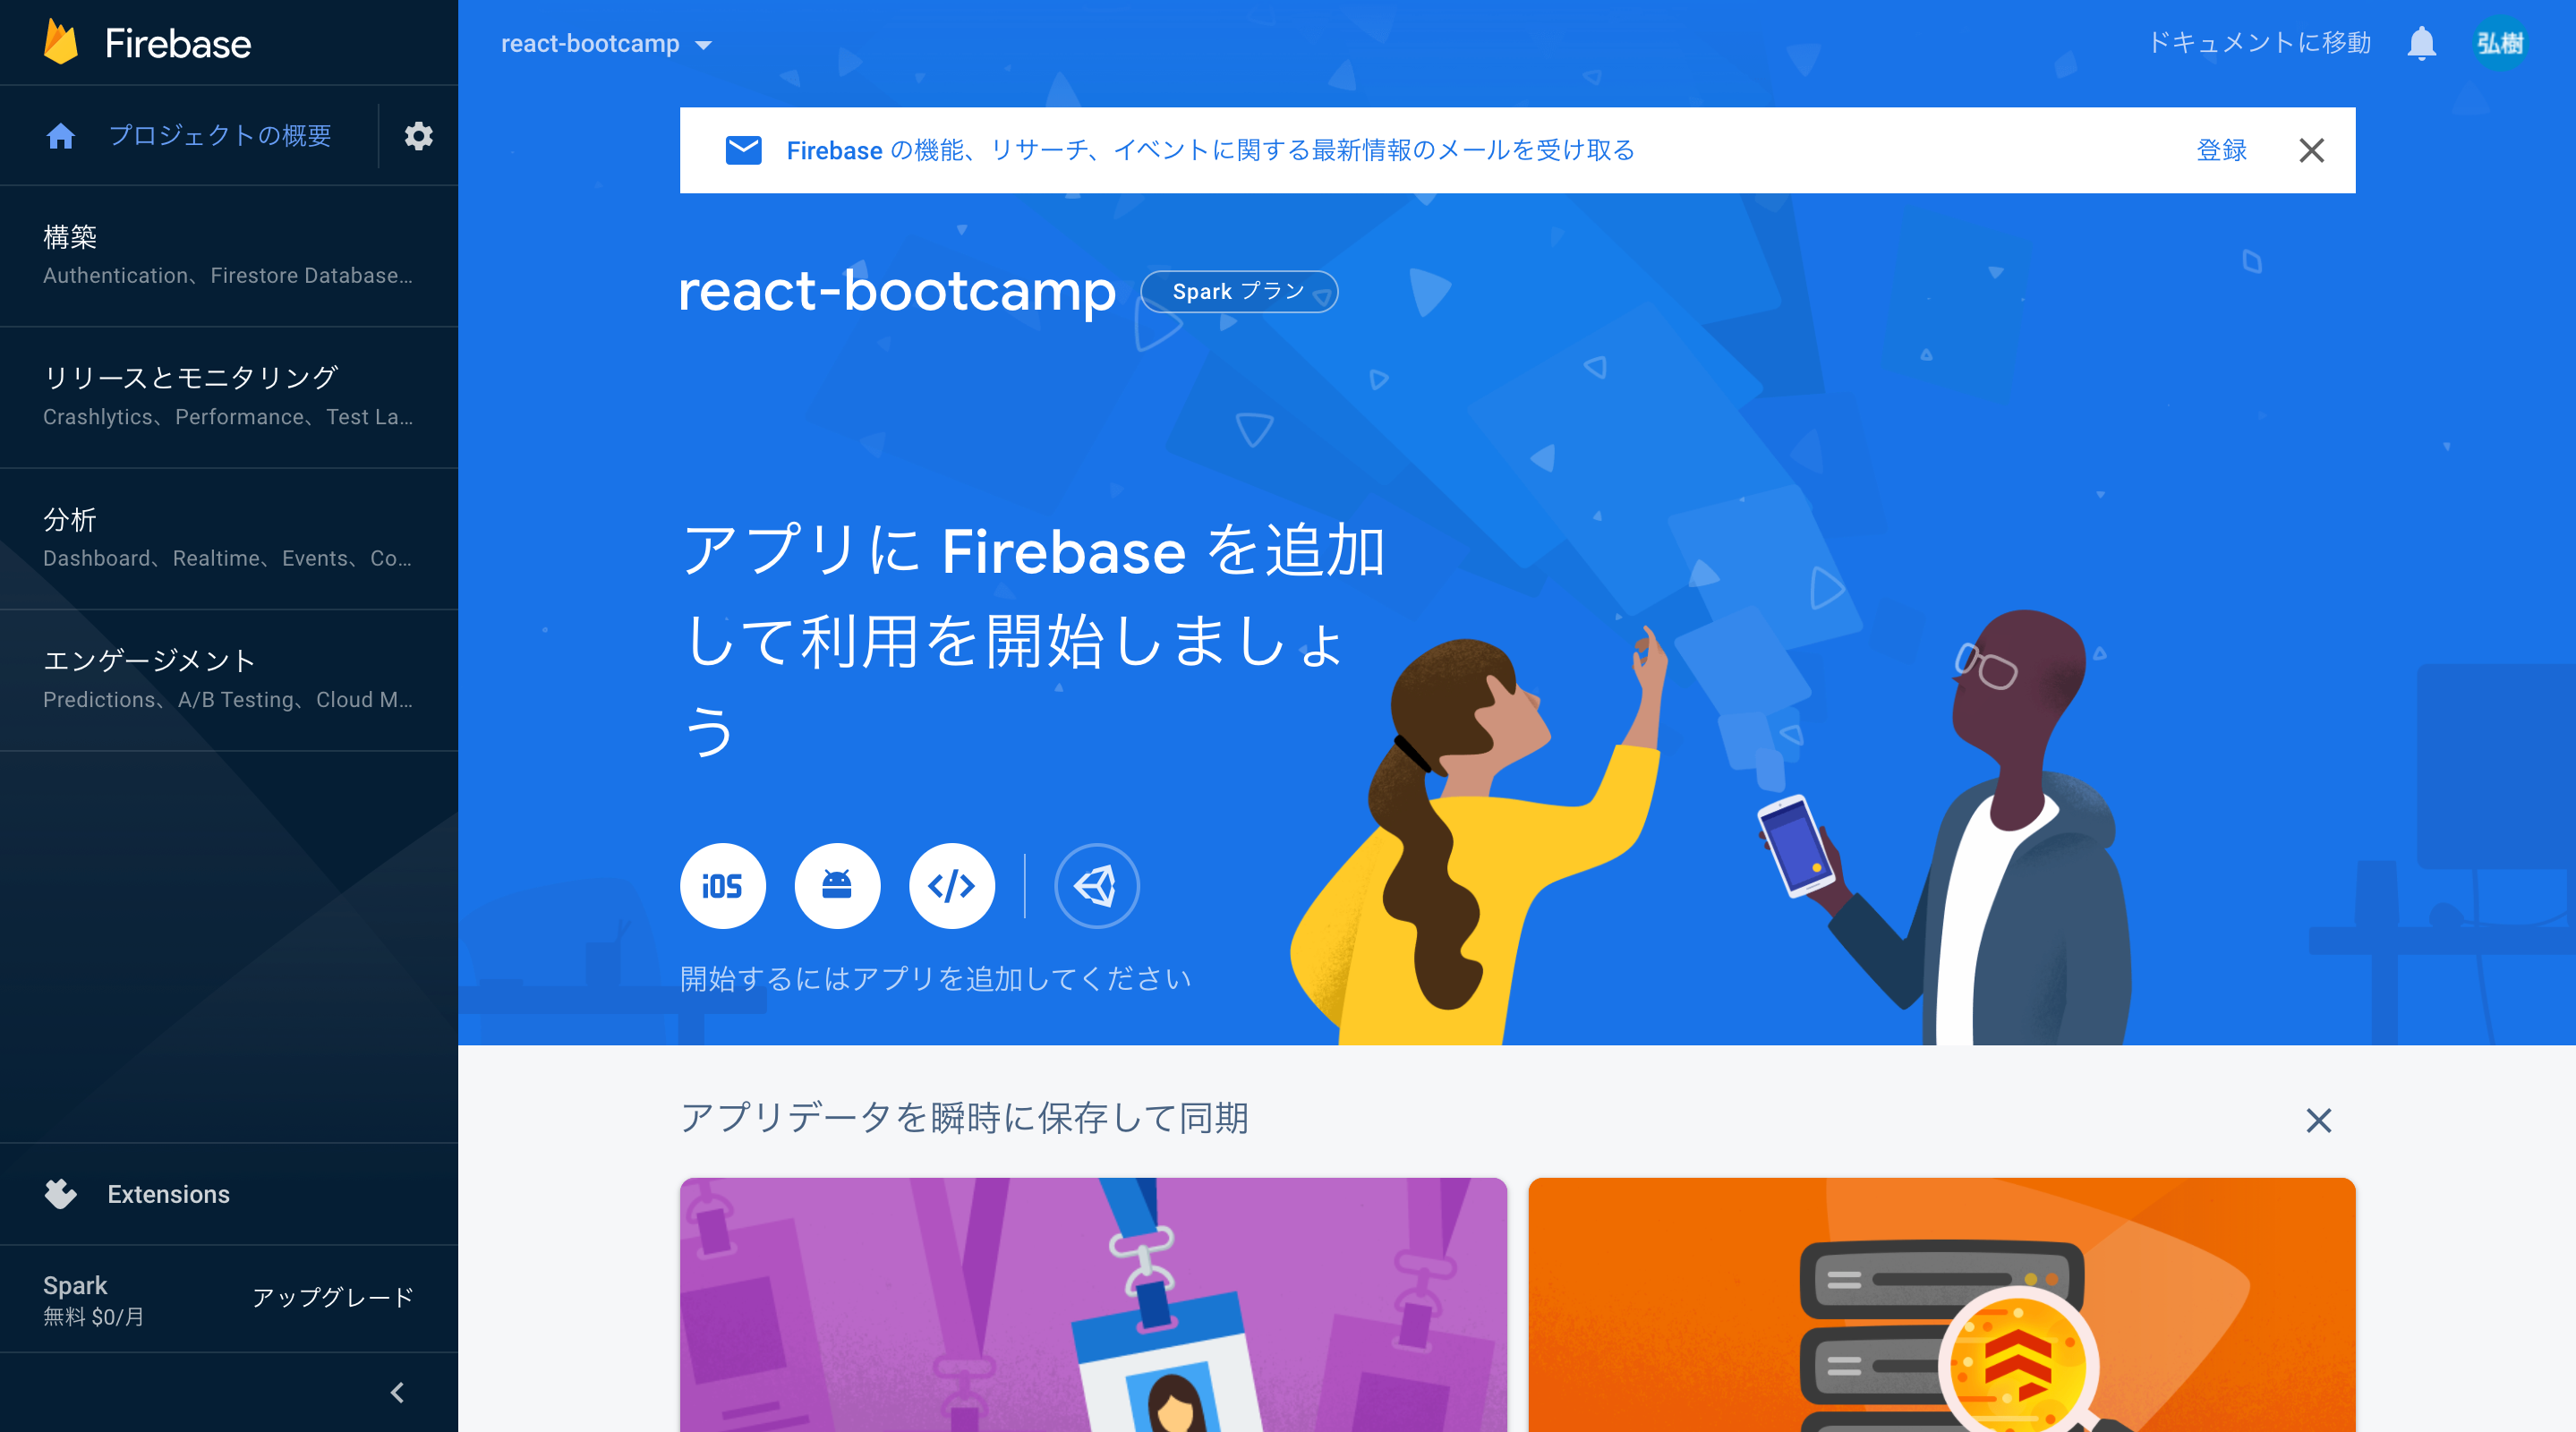 Firebase
プロジェクトの概要
構築
Authentication、Firestore Database…
リリースとモニタリング
Crashlytics、Performance、Test La…
分析
Dashboard、Realtime、Events、Co…
エンゲージメント
Predictions、A/B Testing、Cloud M…
Extensions
Spark
無料 $0/月
アップグレード
react-bootcamp
ドキュメントに移動
弘樹
Firebase の機能、リサーチ、イベントに関する最新情報のメールを受け取る
登録
react-bootcamp
Spark プラン
アプリに Firebase を追加
して利用を開始しましょ
う
iOS
開始するにはアプリを追加してください
アプリデータを瞬時に保存して同期